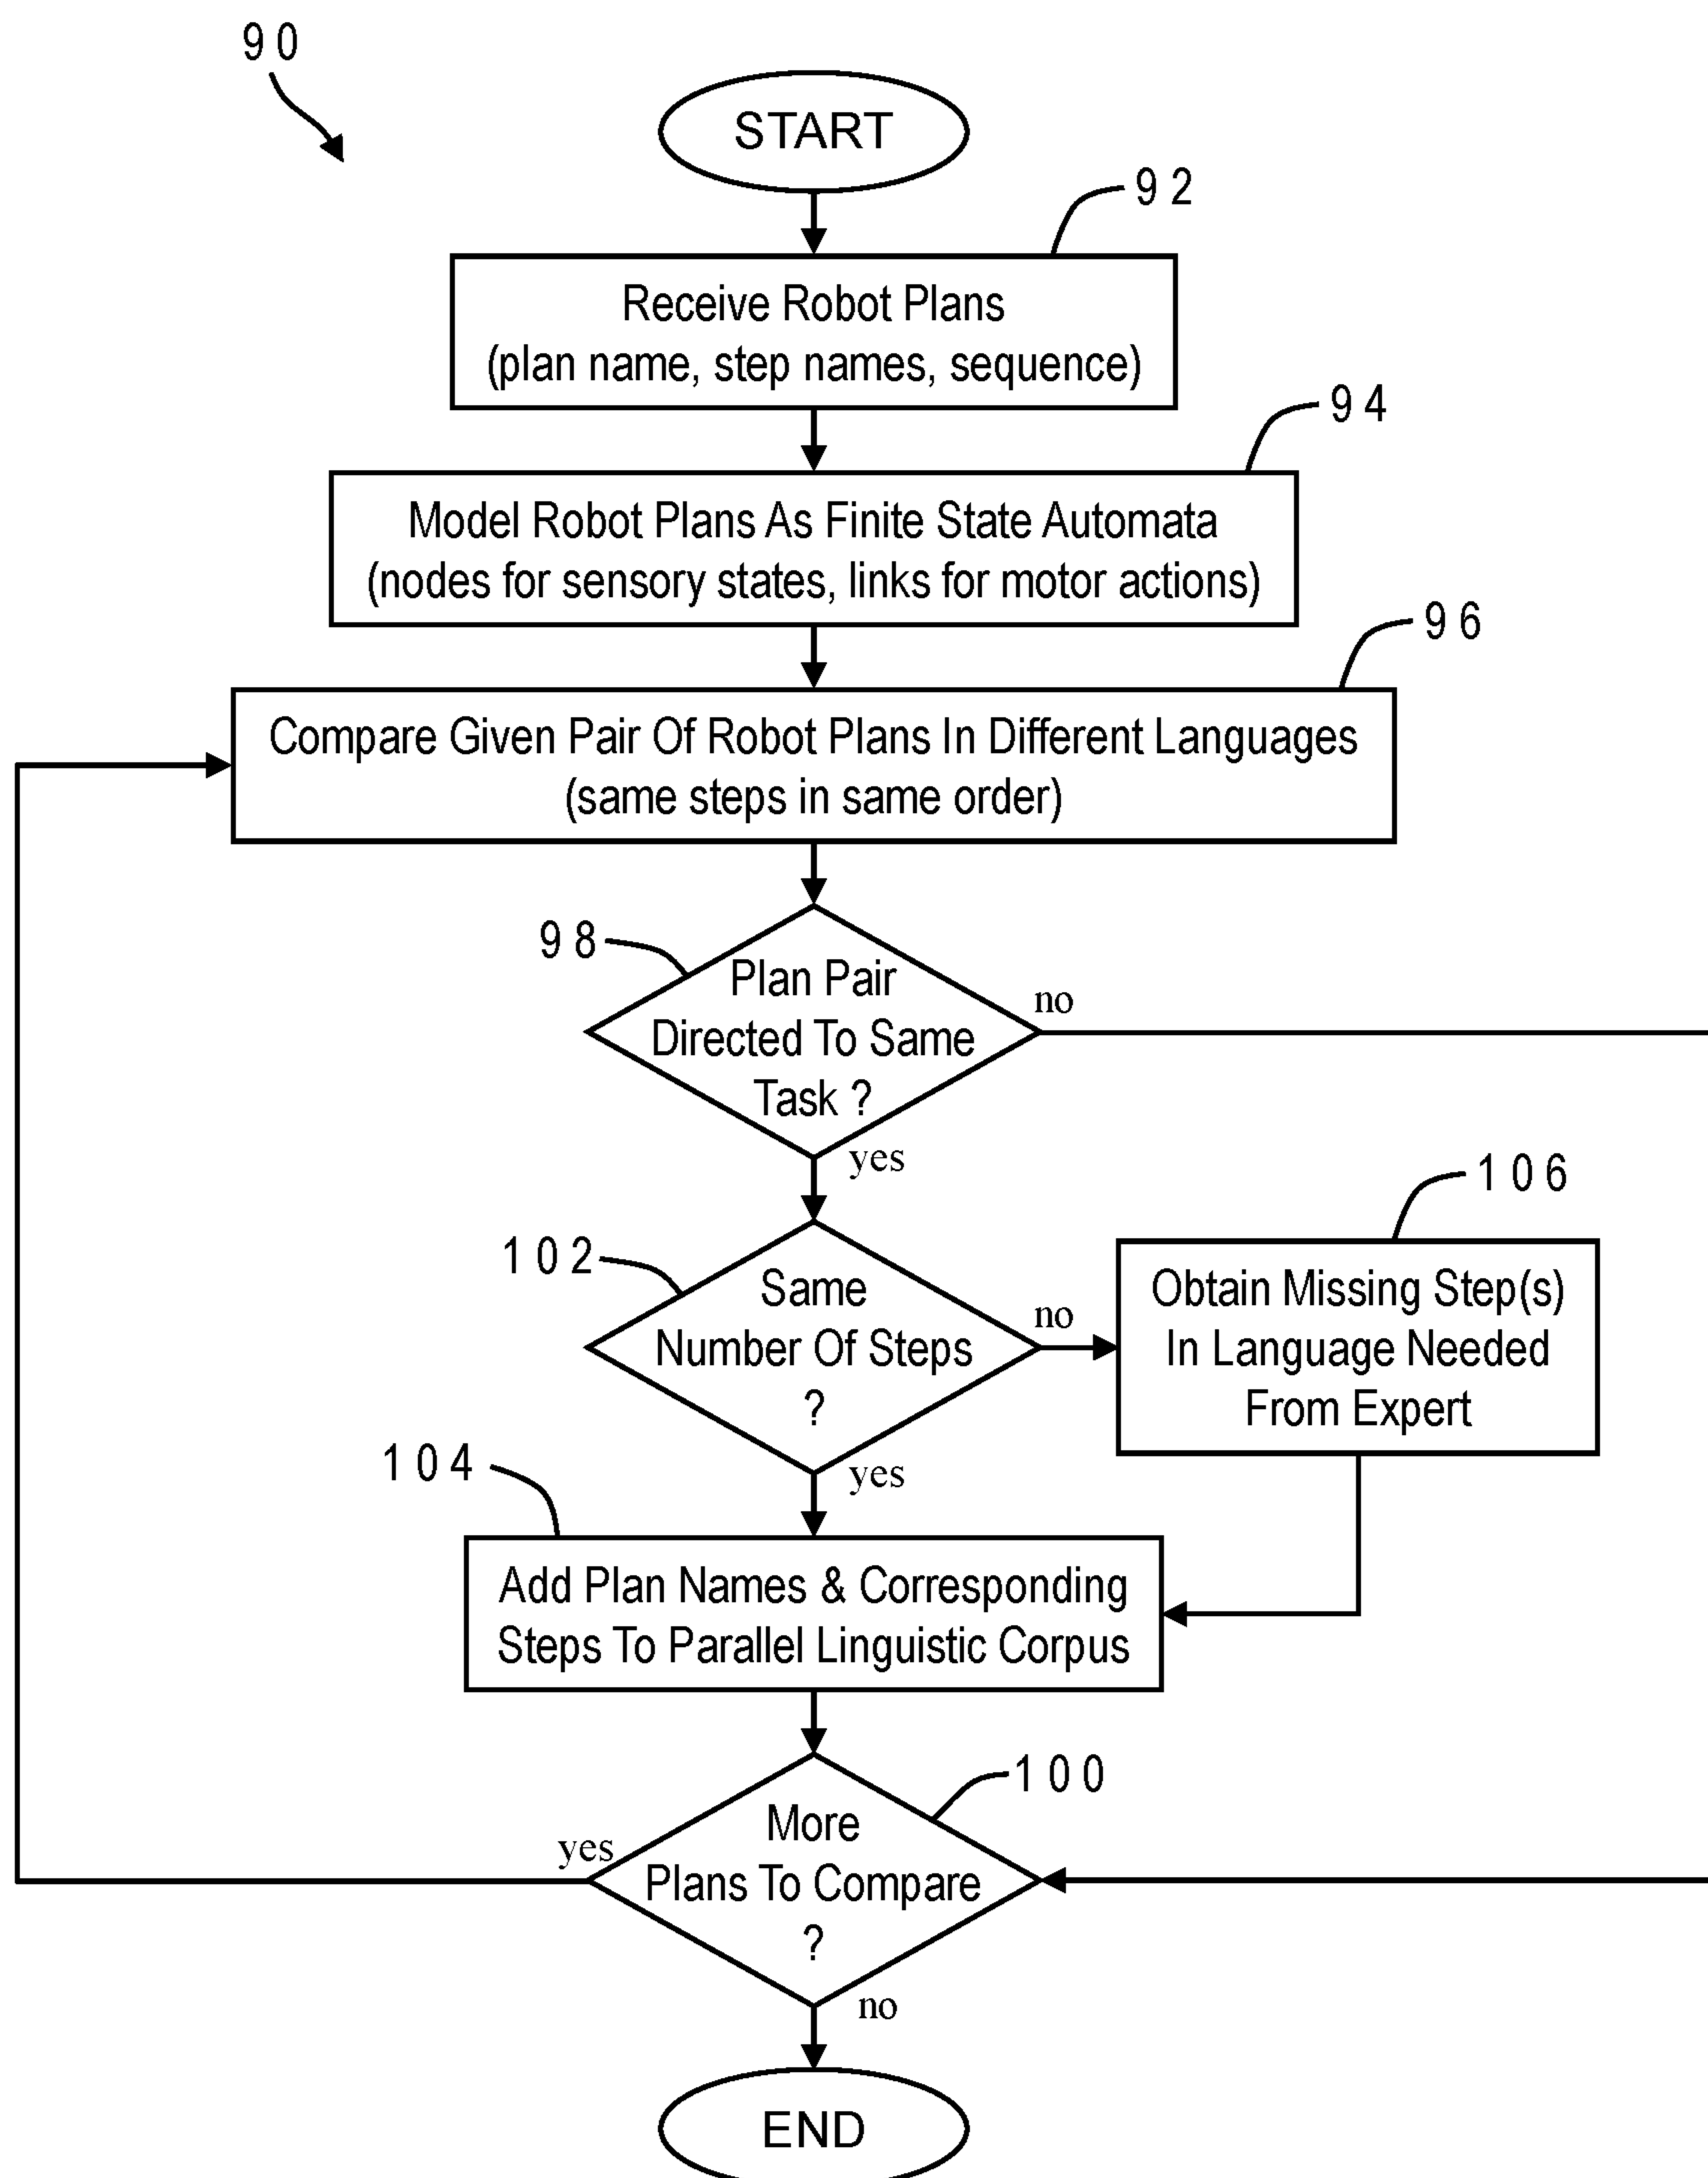 90
START
92
Receive Robot Plans
(plan name, step names, sequence)
94
Model Robot Plans As Finite State Automata
(nodes for sensory states, links for motor actions)
96
Compare Given Pair Of Robot Plans In Different Languages
(same steps in same order)
98
Plan Pair
Directed To Same
Task ?
no
yes
102
Same
Number Of Steps
?
no
yes
106
Obtain Missing Step(s)
In Language Needed
From Expert
104
Add Plan Names & Corresponding
Steps To Parallel Linguistic Corpus
100
More
Plans To Compare
?
yes
no
END